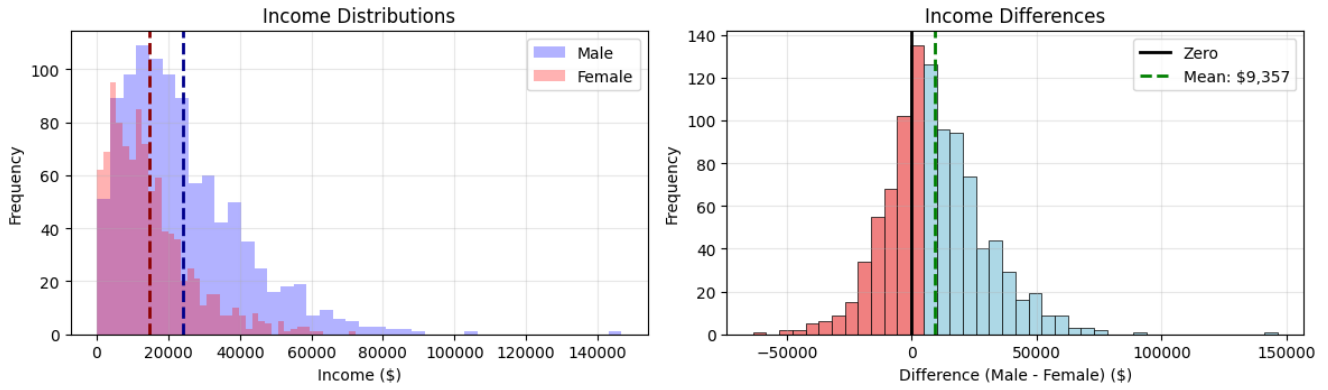 Income Distributions
Male
Female
100
80
60
40
20
0
Frequency
0 20000 40000 60000 80000 100000 120000 140000
Income ($)
Income Differences
Zero
Mean: $9,357
140
120
100
80
60
40
20
0
Frequency
−50000 0 50000 100000 150000
Difference (Male - Female) ($)